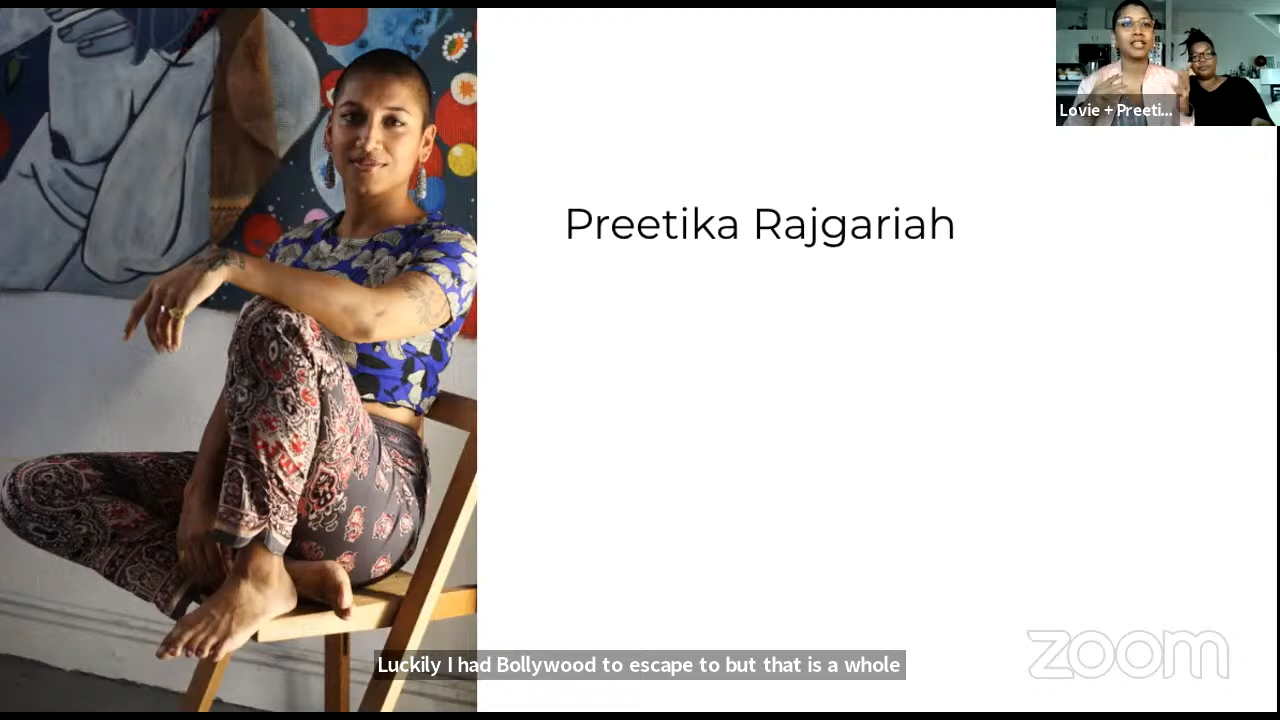 Lovie + Preeti...
Preetika Rajgariah
Luckily I had Bollywood to escape to but that is a whole
zoom